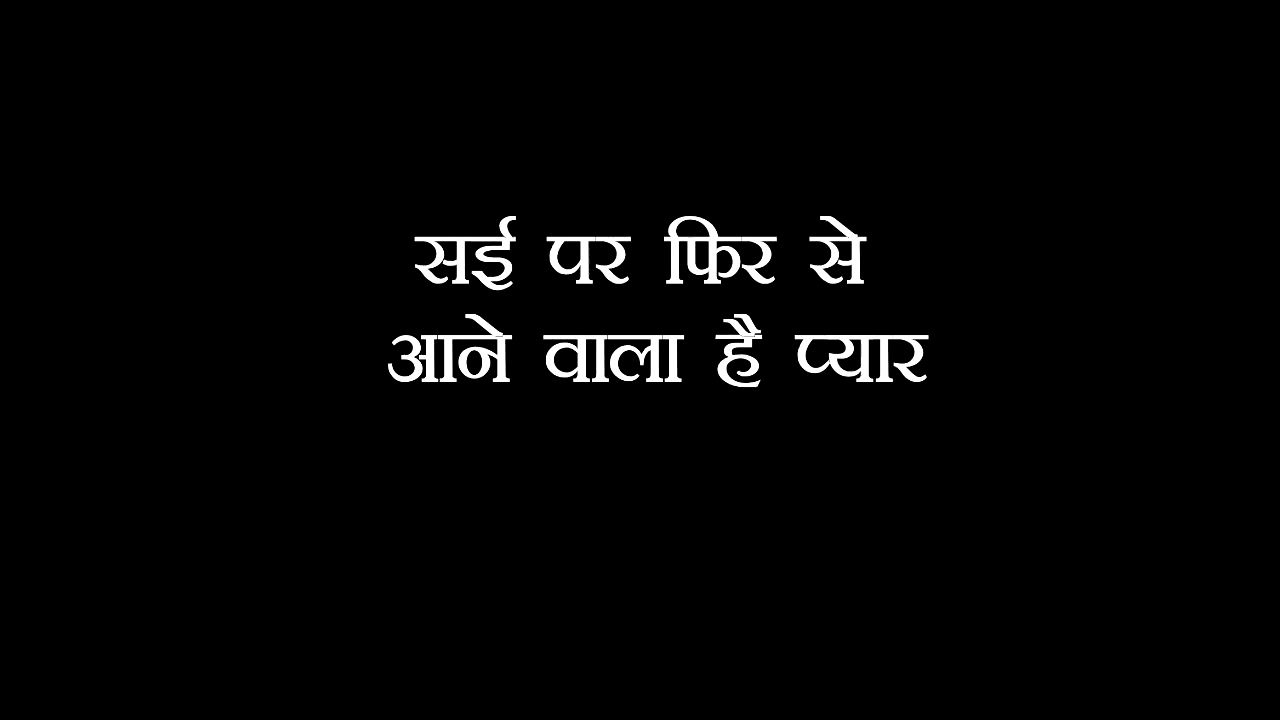 सई पर फिर से
आने वाला है प्यार